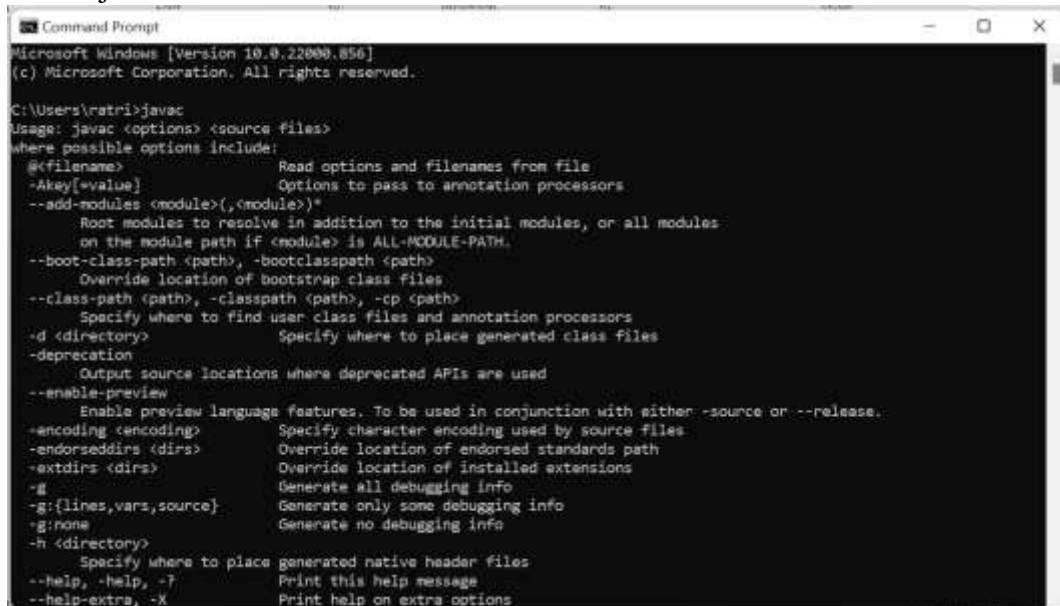 Command Prompt
Microsoft Windows [Version 10.0.22000.856]
(c) Microsoft Corporation. All rights reserved.
C:\Users\ratri>javac
Usage: javac <options> <source files>
where possible options include:
@<filename> Read options and filenames from file
-Akey[=value] Options to pass to annotation processors
--add-modules <module>(,<module>)*
Root modules to resolve in addition to the initial modules, or all modules
on the module path if <module> is ALL-MODULE-PATH.
--boot-class-path <path>, -bootclasspath <path>
Override location of bootstrap class files
--class-path <path>, -classpath <path>, -cp <path>
Specify where to find user class files and annotation processors
-d <directory> Specify where to place generated class files
-deprecation
Output source locations where deprecated APIs are used
--enable-preview
Enable preview language features. To be used in conjunction with either -source or --release.
-encoding <encoding> Specify character encoding used by source files
-endorseddirs <dirs> Override location of endorsed standards path
-extdirs <dirs> Override location of installed extensions
-g Generate all debugging info
-g:{lines,vars,source} Generate only some debugging info
-g:none Generate no debugging info
-h <directory>
Specify where to place generated native header files
--help, -help, -? Print this help message
--help-extra, -X Print help on extra options